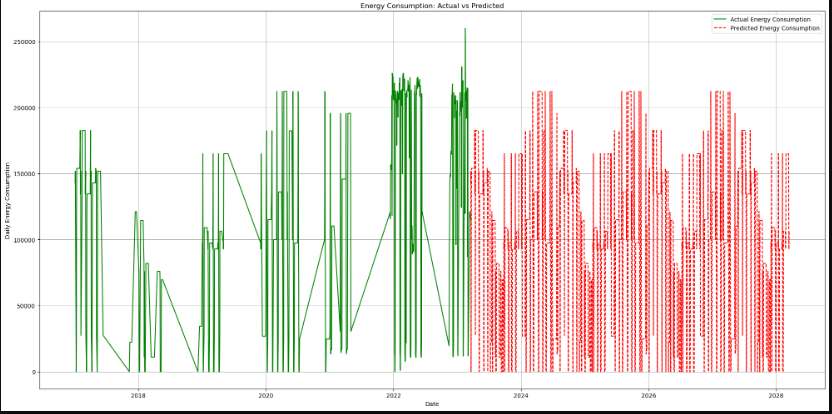 Energy Consumption: Actual vs Predicted
Actual Energy Consumption
Predicted Energy Consumption
250000
200000
150000
100000
50000
0
Daily Energy Consumption
2018 2020 2022 2024 2026 2028
Date